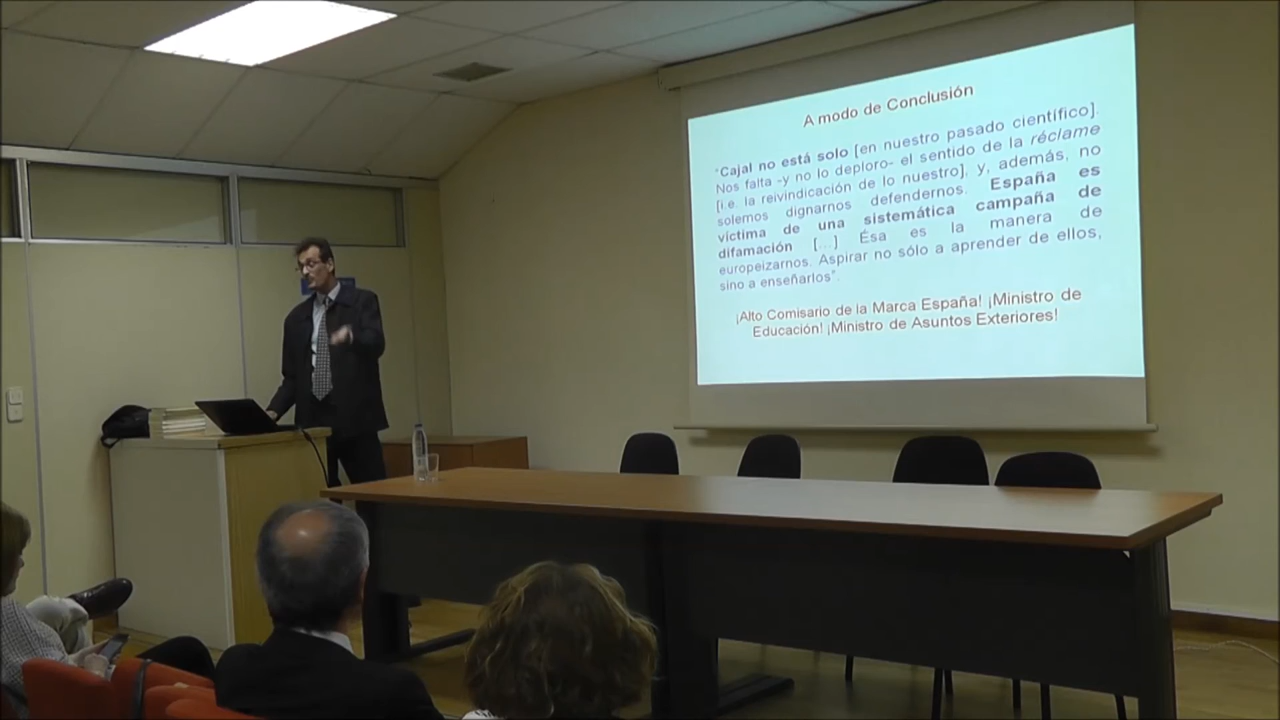 A modo de Conclusión
“Cajal no está solo [en nuestro pasado científico].
Nos falta -y no lo deploro- el sentido de la réclame
[i.e. la reivindicación de lo nuestro], y, además, no
solemos dignarnos defendernos. España es
víctima de una sistemática campaña de
difamación [...] Ésa es la manera de
europeizarnos. Aspirar no sólo a aprender de ellos,
sino a enseñarlos”.
¡Alto Comisario de la Marca España! ¡Ministro de
Educación! ¡Ministro de Asuntos Exteriores!